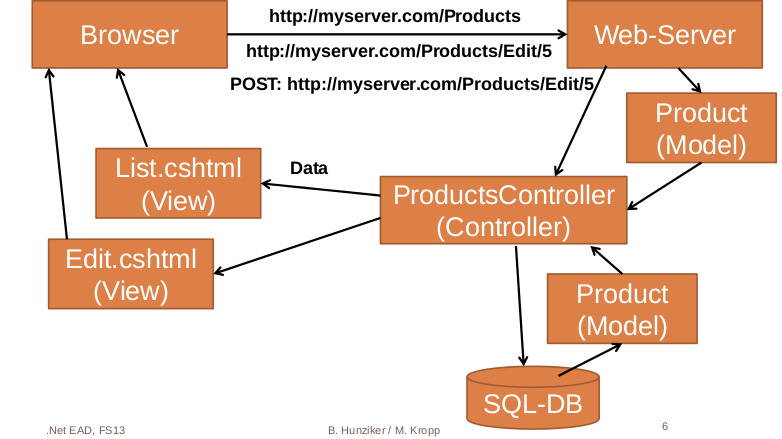 http://myserver.com/Products
Browser
Web-Server
http://myserver.com/Products/Edit/5
POST: http://myserver.com/Products/Edit/5
Product
(Model)
List.cshtml
(View)
Data
ProductsController
(Controller)
Edit.cshtml
(View)
Product
(Model)
SQL-DB
.Net EAD, FS13
B. Hunziker / M. Kropp
6